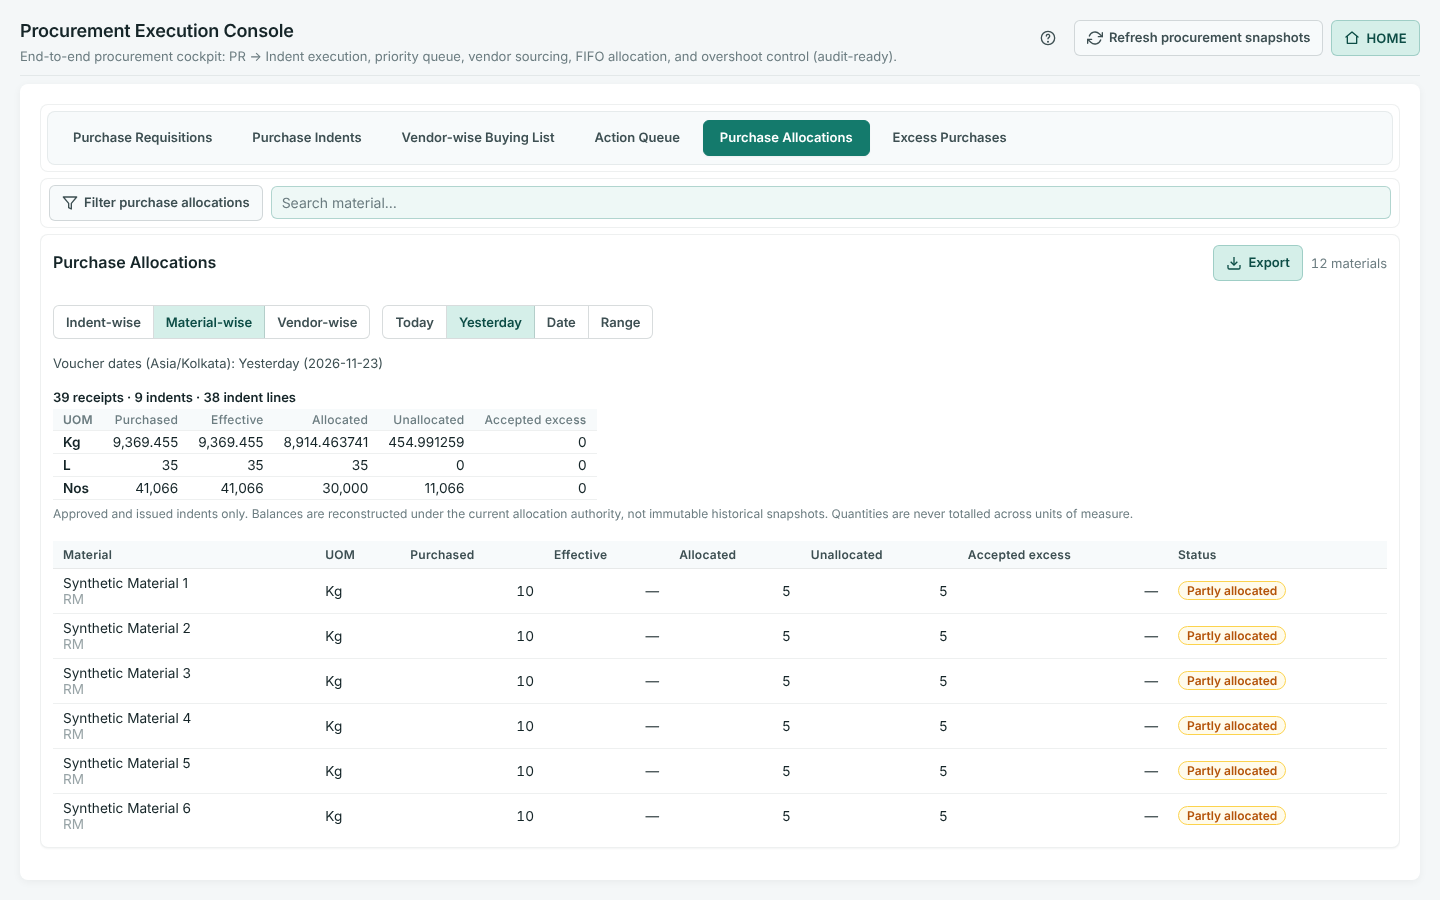 Procurement Execution Console
End-to-end procurement cockpit: PR → Indent execution, priority queue, vendor sourcing, FIFO allocation, and overshoot control (audit-ready).
Refresh procurement snapshots
HOME
Purchase Requisitions Purchase Indents Vendor-wise Buying List Action Queue Purchase Allocations Excess Purchases
Filter purchase allocations
Search material...
Purchase Allocations
Export
12 materials
Indent-wise Material-wise Vendor-wise Today Yesterday Date Range
Voucher dates (Asia/Kolkata): Yesterday (2026-11-23)
39 receipts · 9 indents · 38 indent lines
UOM Purchased Effective Allocated Unallocated Accepted excess
Kg 9,369.455 9,369.455 8,914.463741 454.991259 0
L 35 35 35 0 0
Nos 41,066 41,066 30,000 11,066 0
Approved and issued indents only. Balances are reconstructed under the current allocation authority, not immutable historical snapshots. Quantities are never totalled across units of measure.
Material UOM Purchased Effective Allocated Unallocated Accepted excess Status
Synthetic Material 1
RM
Kg 10 — 5 5 — Partly allocated
Synthetic Material 2
RM
Kg 10 — 5 5 — Partly allocated
Synthetic Material 3
RM
Kg 10 — 5 5 — Partly allocated
Synthetic Material 4
RM
Kg 10 — 5 5 — Partly allocated
Synthetic Material 5
RM
Kg 10 — 5 5 — Partly allocated
Synthetic Material 6
RM
Kg 10 — 5 5 — Partly allocated